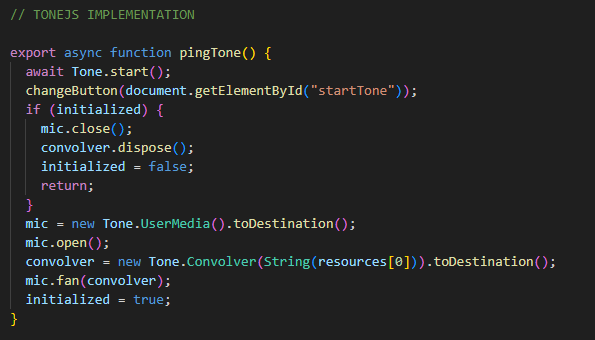 // TONEJS IMPLEMENTATION
export async function pingTone() {
await Tone.start();
changeButton(document.getElementById("startTone"));
if (initialized) {
mic.close();
convolver.dispose();
initialized = false;
return;
}
mic = new Tone.UserMedia().toDestination();
mic.open();
convolver = new Tone.Convolver(String(resources[0])).toDestination();
mic.fan(convolver);
initialized = true;
}